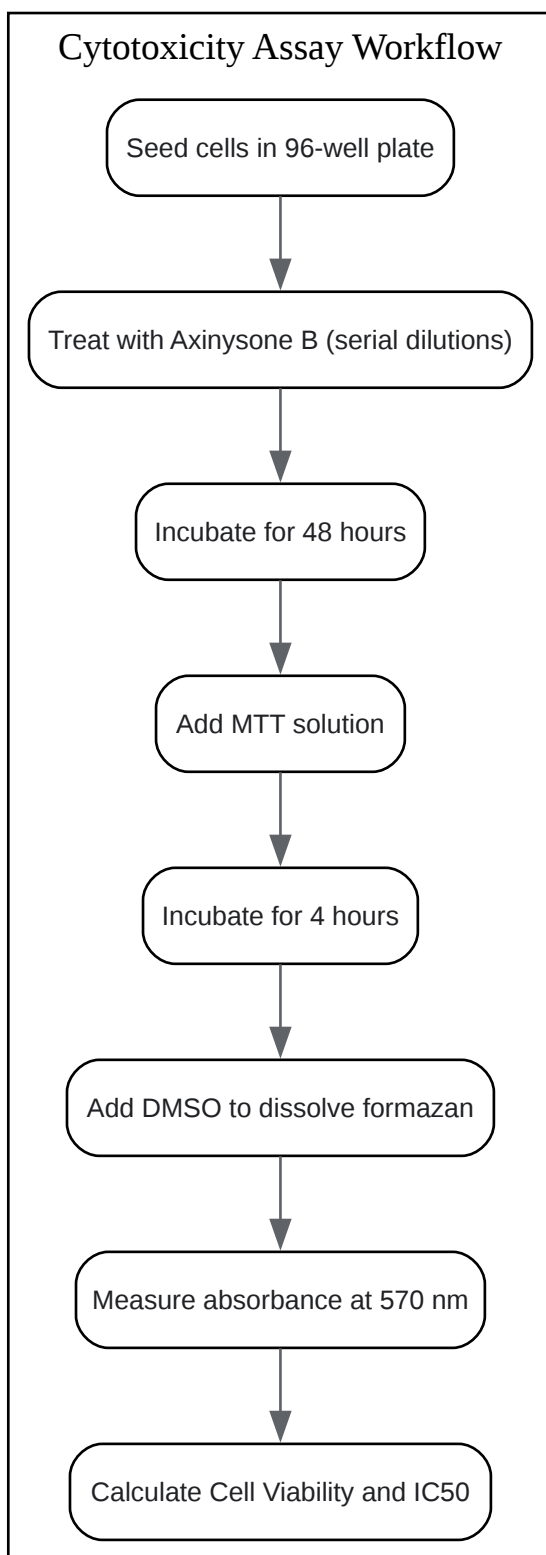 Cytotoxicity Assay Workflow
Seed cells in 96-well plate
Treat with Axinysone B (serial dilutions)
Incubate for 48 hours
Add MTT solution
Incubate for 4 hours
Add DMSO to dissolve formazan
Measure absorbance at 570 nm
Calculate Cell Viability and IC50